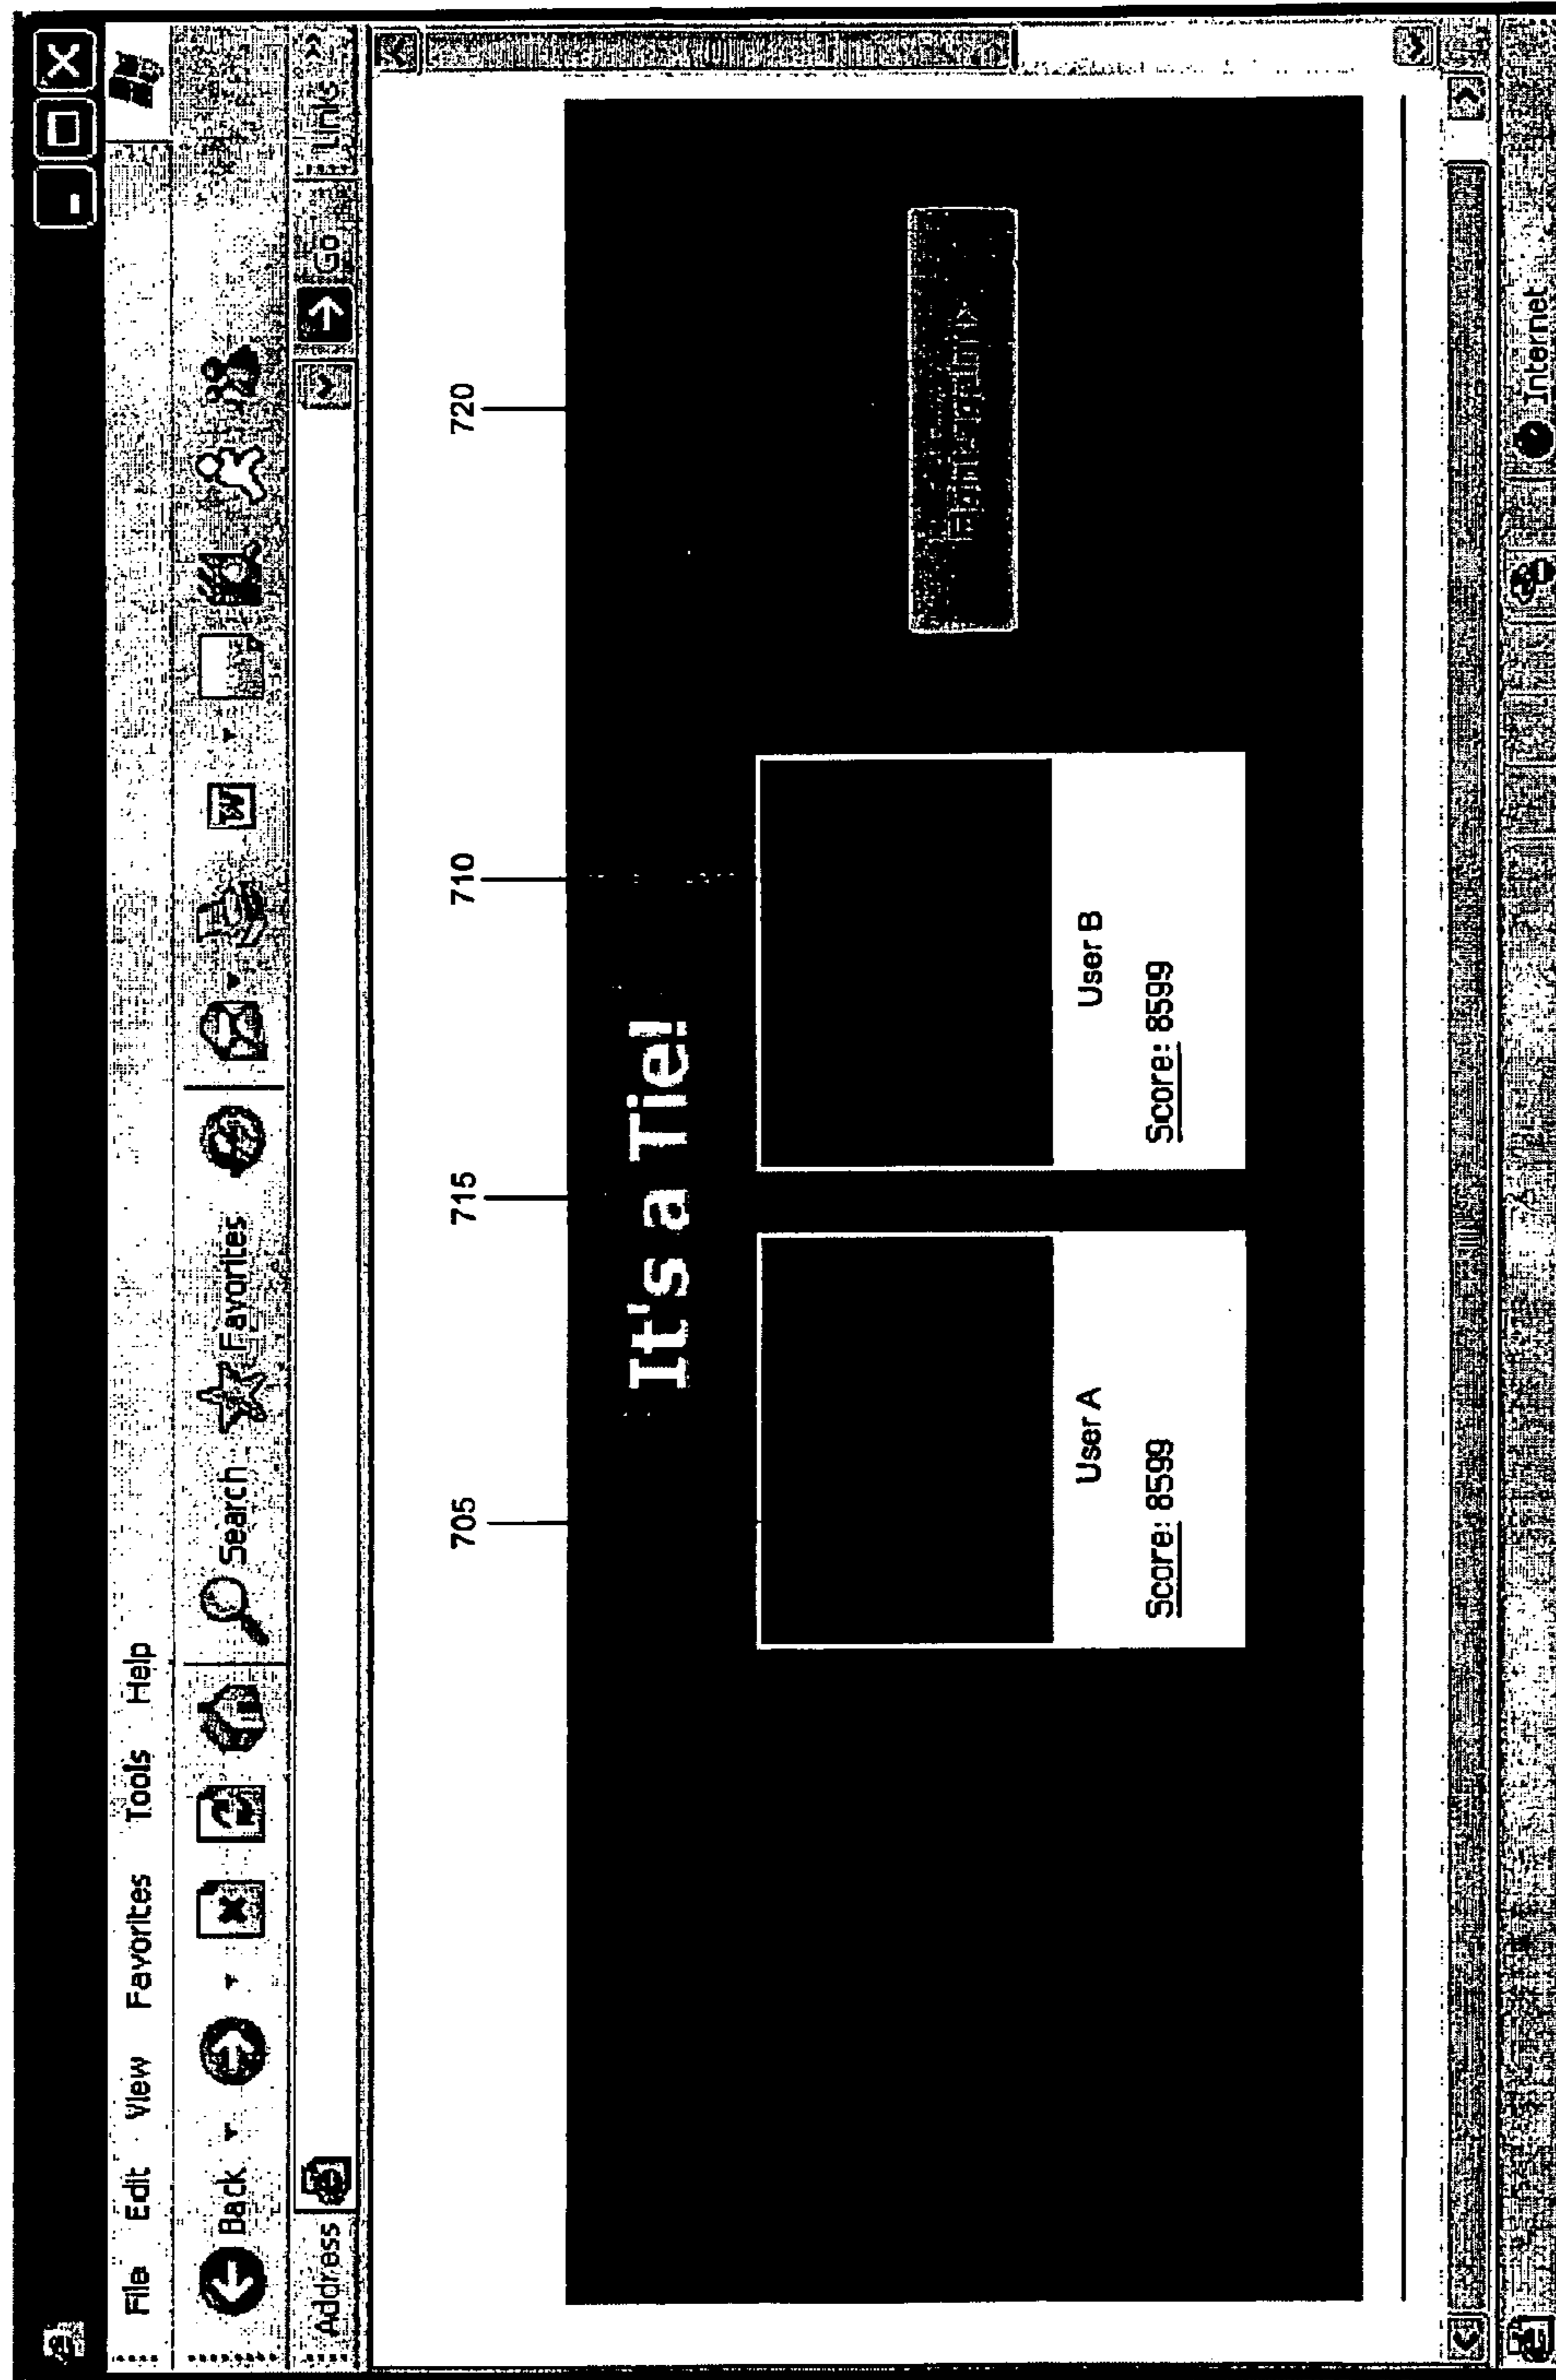 File Edit View Favorites Tools Help
Back Search Favorites
Address Go Links
705 715 710 720
It's a Tie!
User A User B
Score: 8599 Score: 8599
Internet